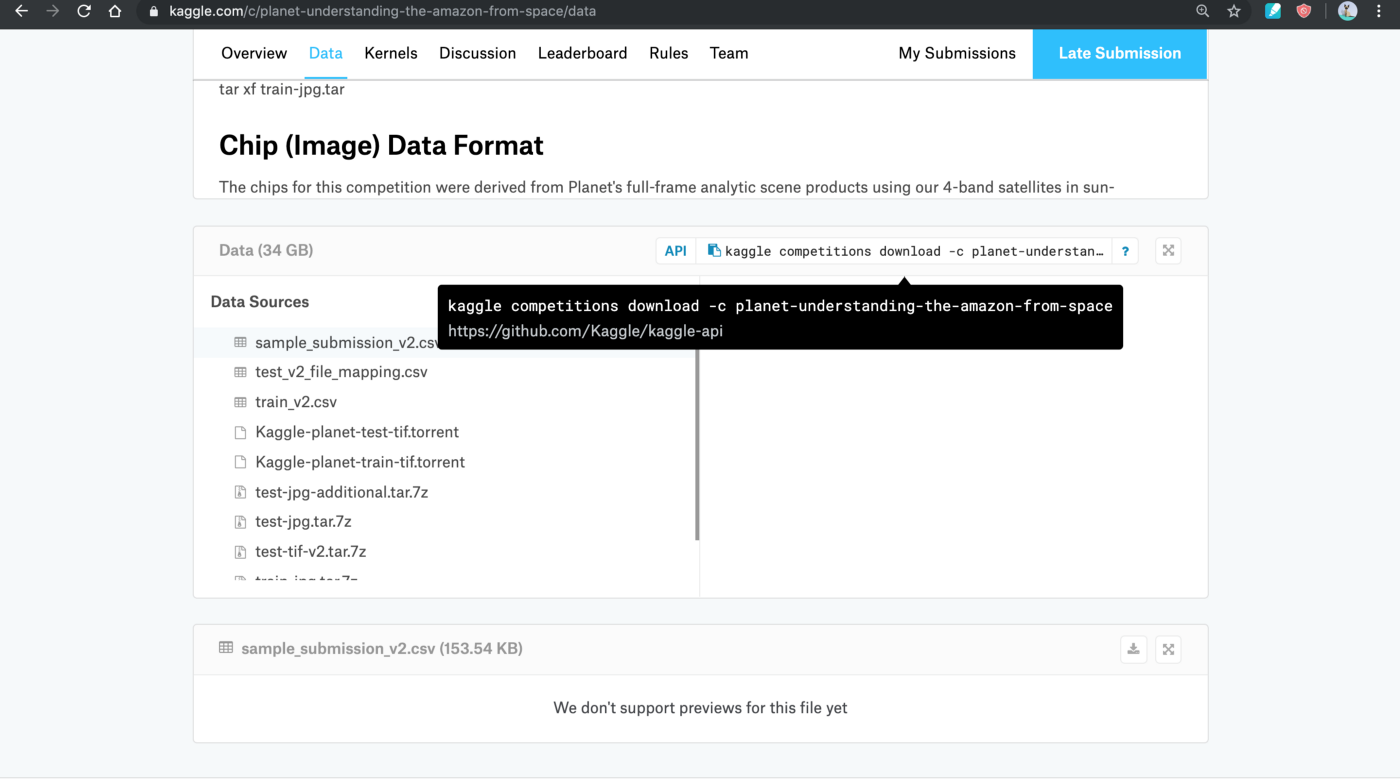 kaggle.com/c/planet-understanding-the-amazon-from-space/data
Overview Data Kernels Discussion Leaderboard Rules Team My Submissions Late Submission
tar xf train-jpg.tar
Chip (Image) Data Format
The chips for this competition were derived from Planet's full-frame analytic scene products using our 4-band satellites in sun-
Data (34 GB) API kaggle competitions download -c planet-understan… ?
kaggle competitions download -c planet-understanding-the-amazon-from-space
https://github.com/Kaggle/kaggle-api
Data Sources
sample_submission_v2.csv
test_v2_file_mapping.csv
train_v2.csv
Kaggle-planet-test-tif.torrent
Kaggle-planet-train-tif.torrent
test-jpg-additional.tar.7z
test-jpg.tar.7z
test-tif-v2.tar.7z
train-jpg.tar.7z
sample_submission_v2.csv (153.54 KB)
We don't support previews for this file yet